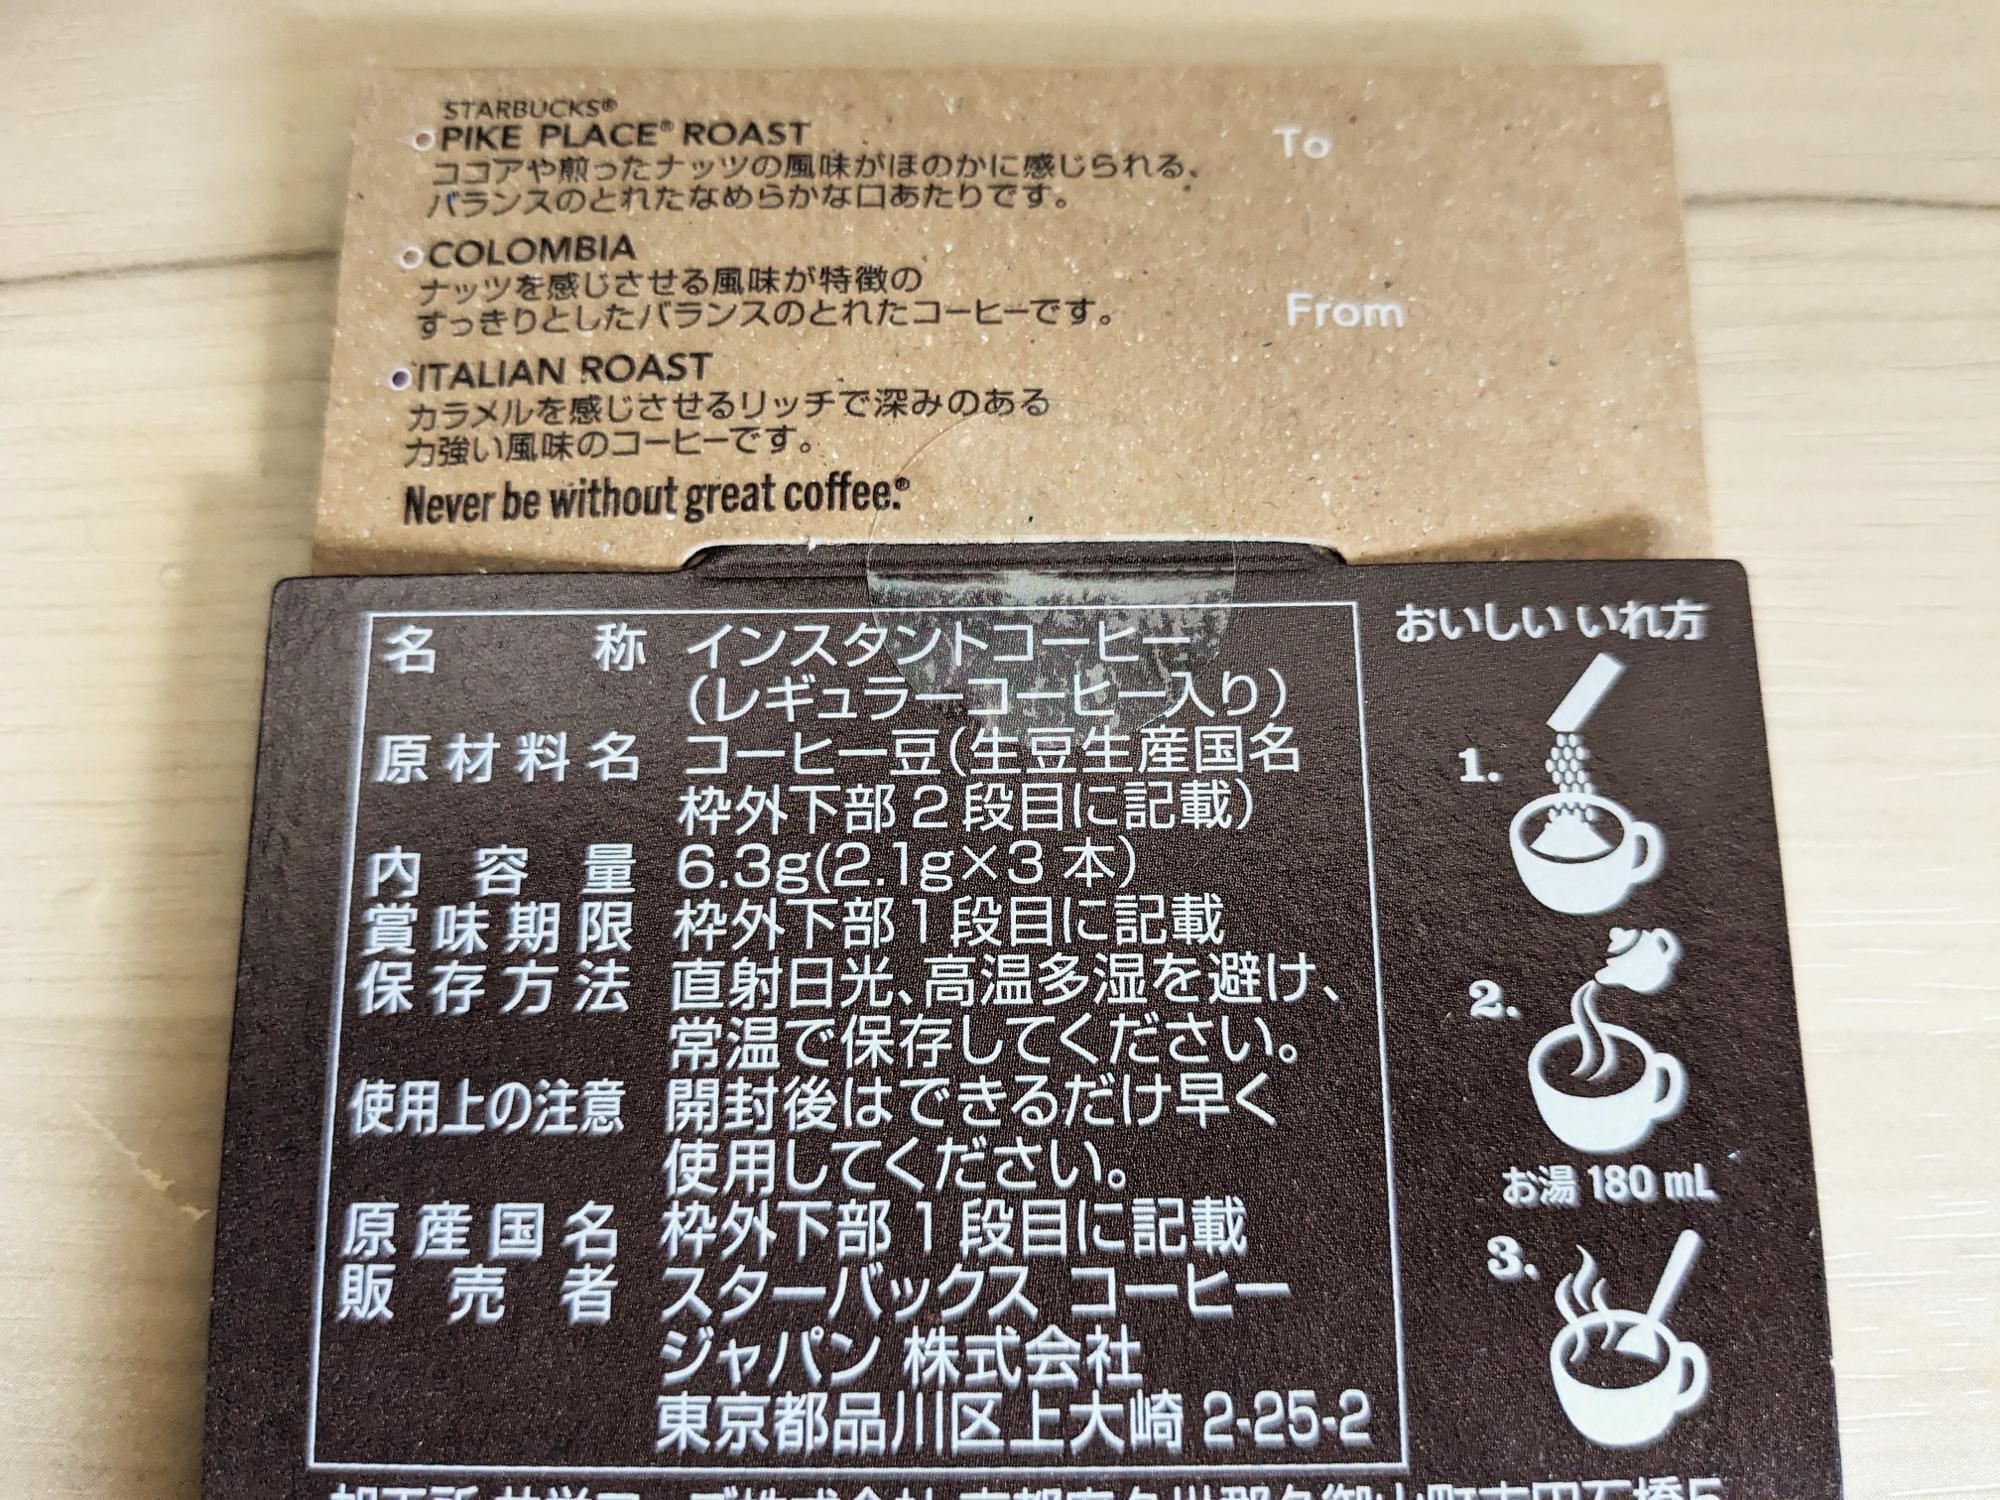 STARBUCKS®
PIKE PLACE® ROAST
ココアや煎ったナッツの風味がほのかに感じられる、
バランスのとれたなめらかな口あたりです。
COLOMBIA
ナッツを感じさせる風味が特徴の
すっきりとしたバランスのとれたコーヒーです。
ITALIAN ROAST
カラメルを感じさせるリッチで深みのある
力強い風味のコーヒーです。
Never be without great coffee.®
To
From
名称 インスタントコーヒー
（レギュラーコーヒー入り）
原材料名 コーヒー豆（生豆生産国名
枠外下部2段目に記載）
内容量 6.3g(2.1g×3 本)
賞味期限 枠外下部1段目に記載
保存方法 直射日光、高温多湿を避け、
常温で保存してください。
使用上の注意 開封後はできるだけ早く
使用してください。
原産国名 枠外下部1段目に記載
販売者 スターバックス コーヒー
ジャパン 株式会社
東京都品川区上大崎 2-25-2
おいしい いれ方
1.
2.
お湯 180 mL
3.